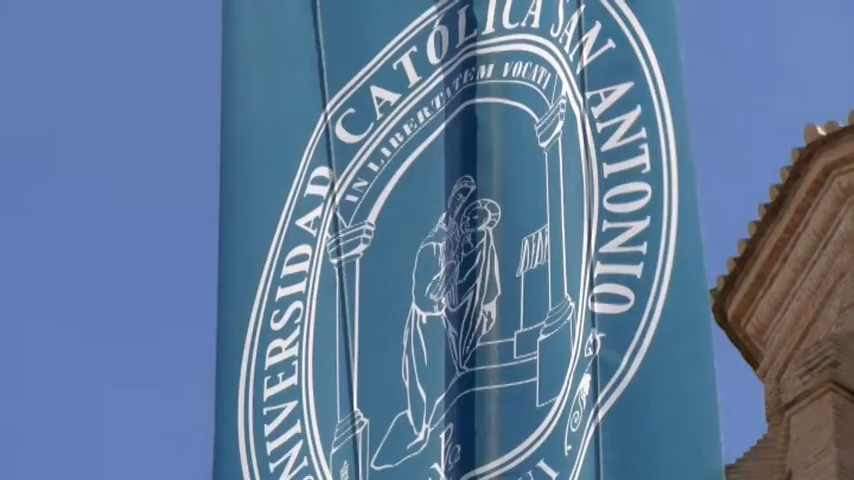 UNIVERSIDAD CATÓLICA SAN ANTONIO
IN LIBERTATEM VOCATI